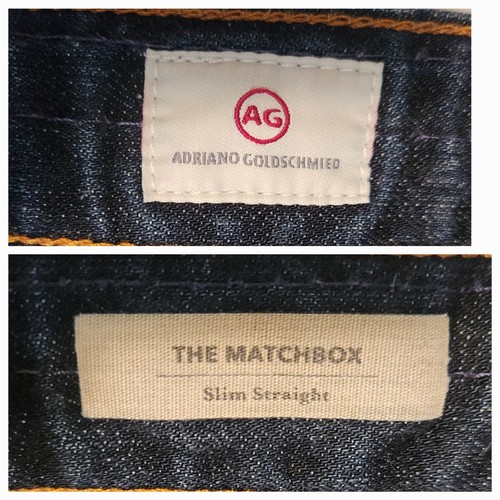 AG
ADRIANO GOLDSCHMIED
THE MATCHBOX
Slim Straight